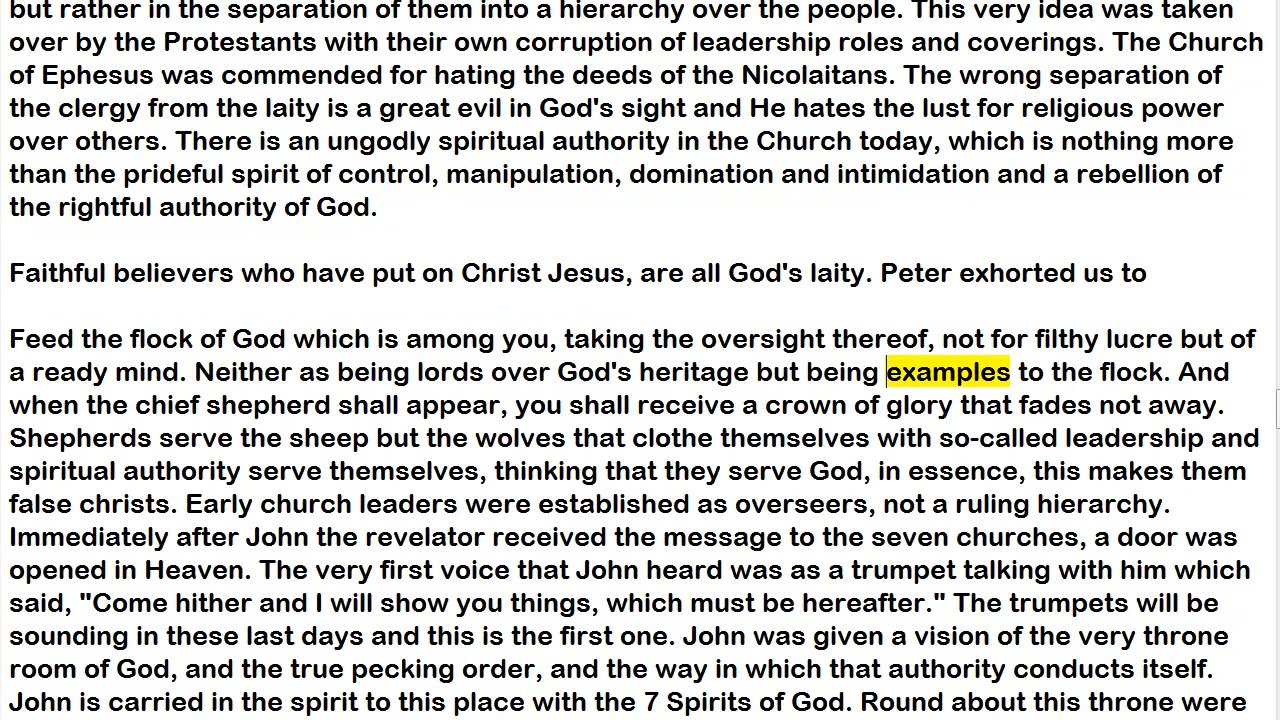 but rather in the separation of them into a hierarchy over the people. This very idea was taken
over by the Protestants with their own corruption of leadership roles and coverings. The Church
of Ephesus was commended for hating the deeds of the Nicolaitans. The wrong separation of
the clergy from the laity is a great evil in God's sight and He hates the lust for religious power
over others. There is an ungodly spiritual authority in the Church today, which is nothing more
than the prideful spirit of control, manipulation, domination and intimidation and a rebellion of
the rightful authority of God.
Faithful believers who have put on Christ Jesus, are all God's laity. Peter exhorted us to
Feed the flock of God which is among you, taking the oversight thereof, not for filthy lucre but of
a ready mind. Neither as being lords over God's heritage but being examples to the flock. And
when the chief shepherd shall appear, you shall receive a crown of glory that fades not away.
Shepherds serve the sheep but the wolves that clothe themselves with so-called leadership and
spiritual authority serve themselves, thinking that they serve God, in essence, this makes them
false christs. Early church leaders were established as overseers, not a ruling hierarchy.
Immediately after John the revelator received the message to the seven churches, a door was
opened in Heaven. The very first voice that John heard was as a trumpet talking with him which
said, "Come hither and I will show you things, which must be hereafter." The trumpets will be
sounding in these last days and this is the first one. John was given a vision of the very throne
room of God, and the true pecking order, and the way in which that authority conducts itself.
John is carried in the spirit to this place with the 7 Spirits of God. Round about this throne were